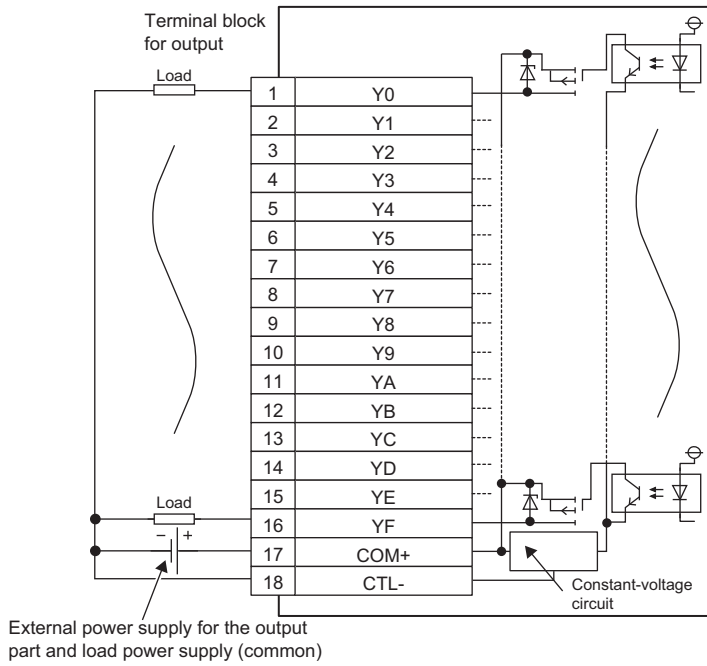 Terminal block
for output
Load
1 Y0
2 Y1
3 Y2
4 Y3
5 Y4
6 Y5
7 Y6
8 Y7
9 Y8
10 Y9
11 YA
12 YB
13 YC
14 YD
15 YE
Load
16 YF
− +
17 COM+
18 CTL-
Constant-voltage
circuit
External power supply for the output
part and load power supply (common)